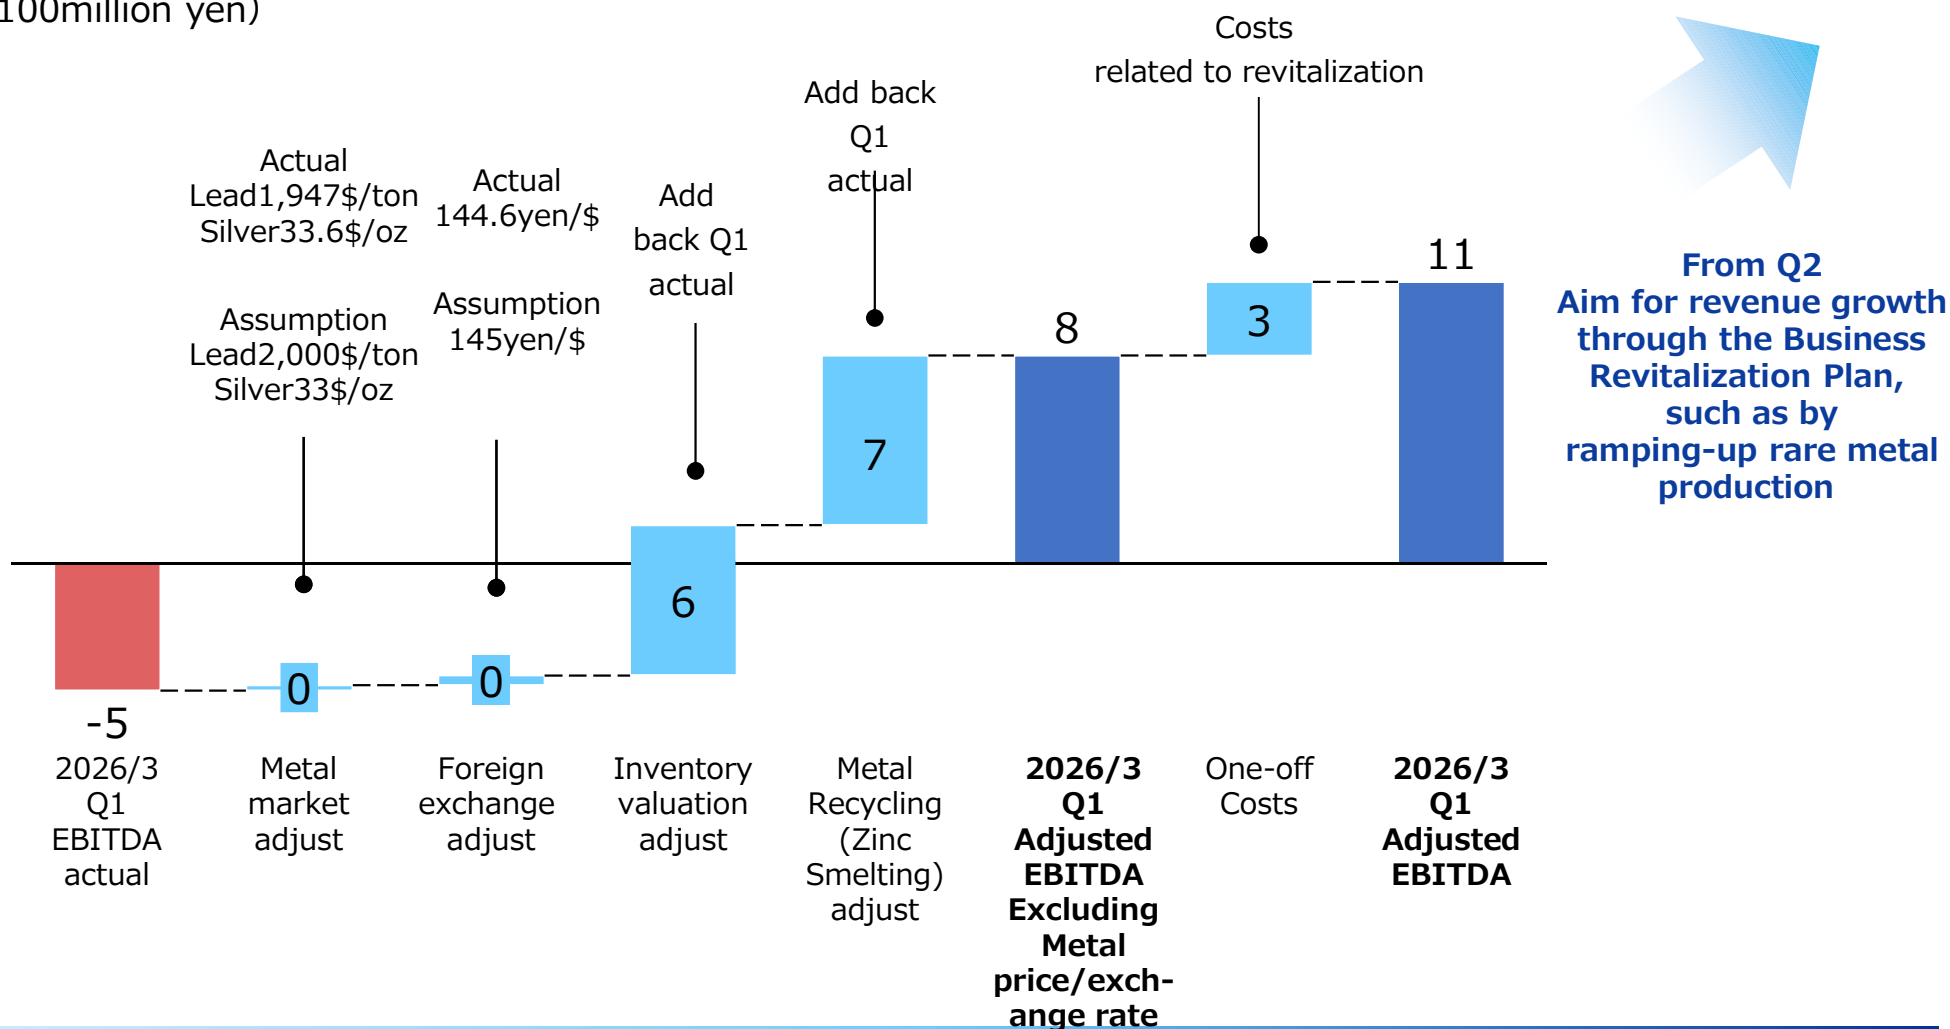 100million yen)
Costs
related to revitalization
Add back
Q1
actual
Actual
Lead1,947$/ton
Silver33.6$/oz
Actual
144.6yen/$
Add
back Q1
actual
Assumption
Lead2,000$/ton
Silver33$/oz
Assumption
145yen/$
From Q2
Aim for revenue growth
through the Business
Revitalization Plan,
such as by
ramping-up rare metal
production
-5
0
0
6
7
8
3
11
2026/3
Q1
EBITDA
actual
Metal
market
adjust
Foreign
exchange
adjust
Inventory
valuation
adjust
Metal
Recycling
(Zinc
Smelting)
adjust
2026/3
Q1
Adjusted
EBITDA
Excluding
Metal
price/exch-
ange rate
One-off
Costs
2026/3
Q1
Adjusted
EBITDA